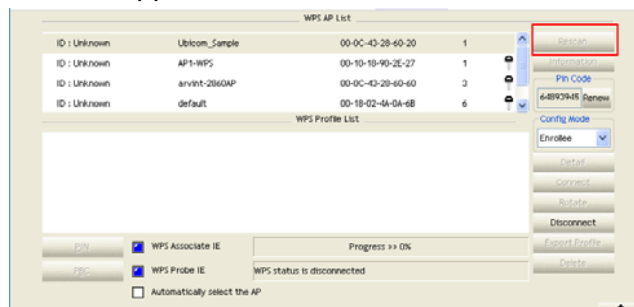 WPS AP List
ID : Unknown Ubicom_Sample 00-0C-43-28-60-20 1
ID : Unknown AP1-WPS 00-10-18-90-2E-27 1
ID : Unknown arvint-2860AP 00-0C-43-28-60-60 3
ID : Unknown default 00-18-02-4A-0A-6B 6
Rescan
Information
Pin Code
64893945 Renew
WPS Profile List
Config Mode
Enrollee
Detail
Connect
Rotate
Disconnect
Export Profile
Delete
PIN WPS Associate IE Progress >> 0%
PBC WPS Probe IE WPS status is disconnected
Automatically select the AP